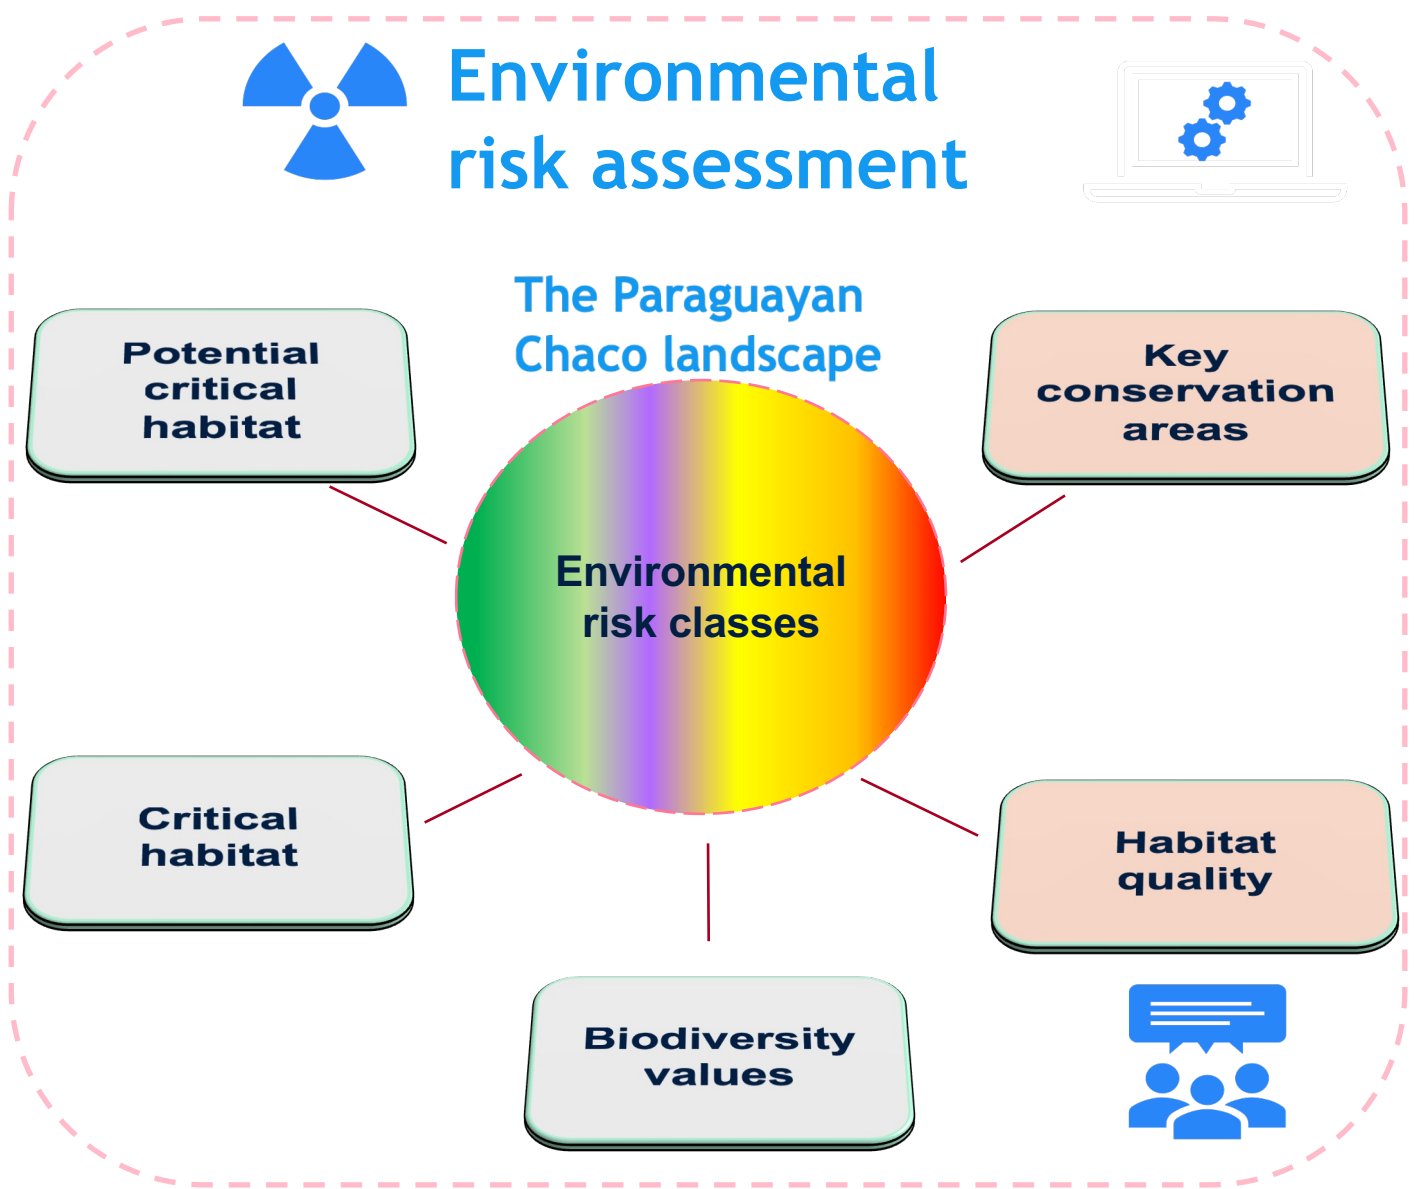 Environmental
risk assessment
The Paraguayan
Chaco landscape
Potential
critical
habitat
Key
conservation
areas
Environmental
risk classes
Critical
habitat
Habitat
quality
Biodiversity
values